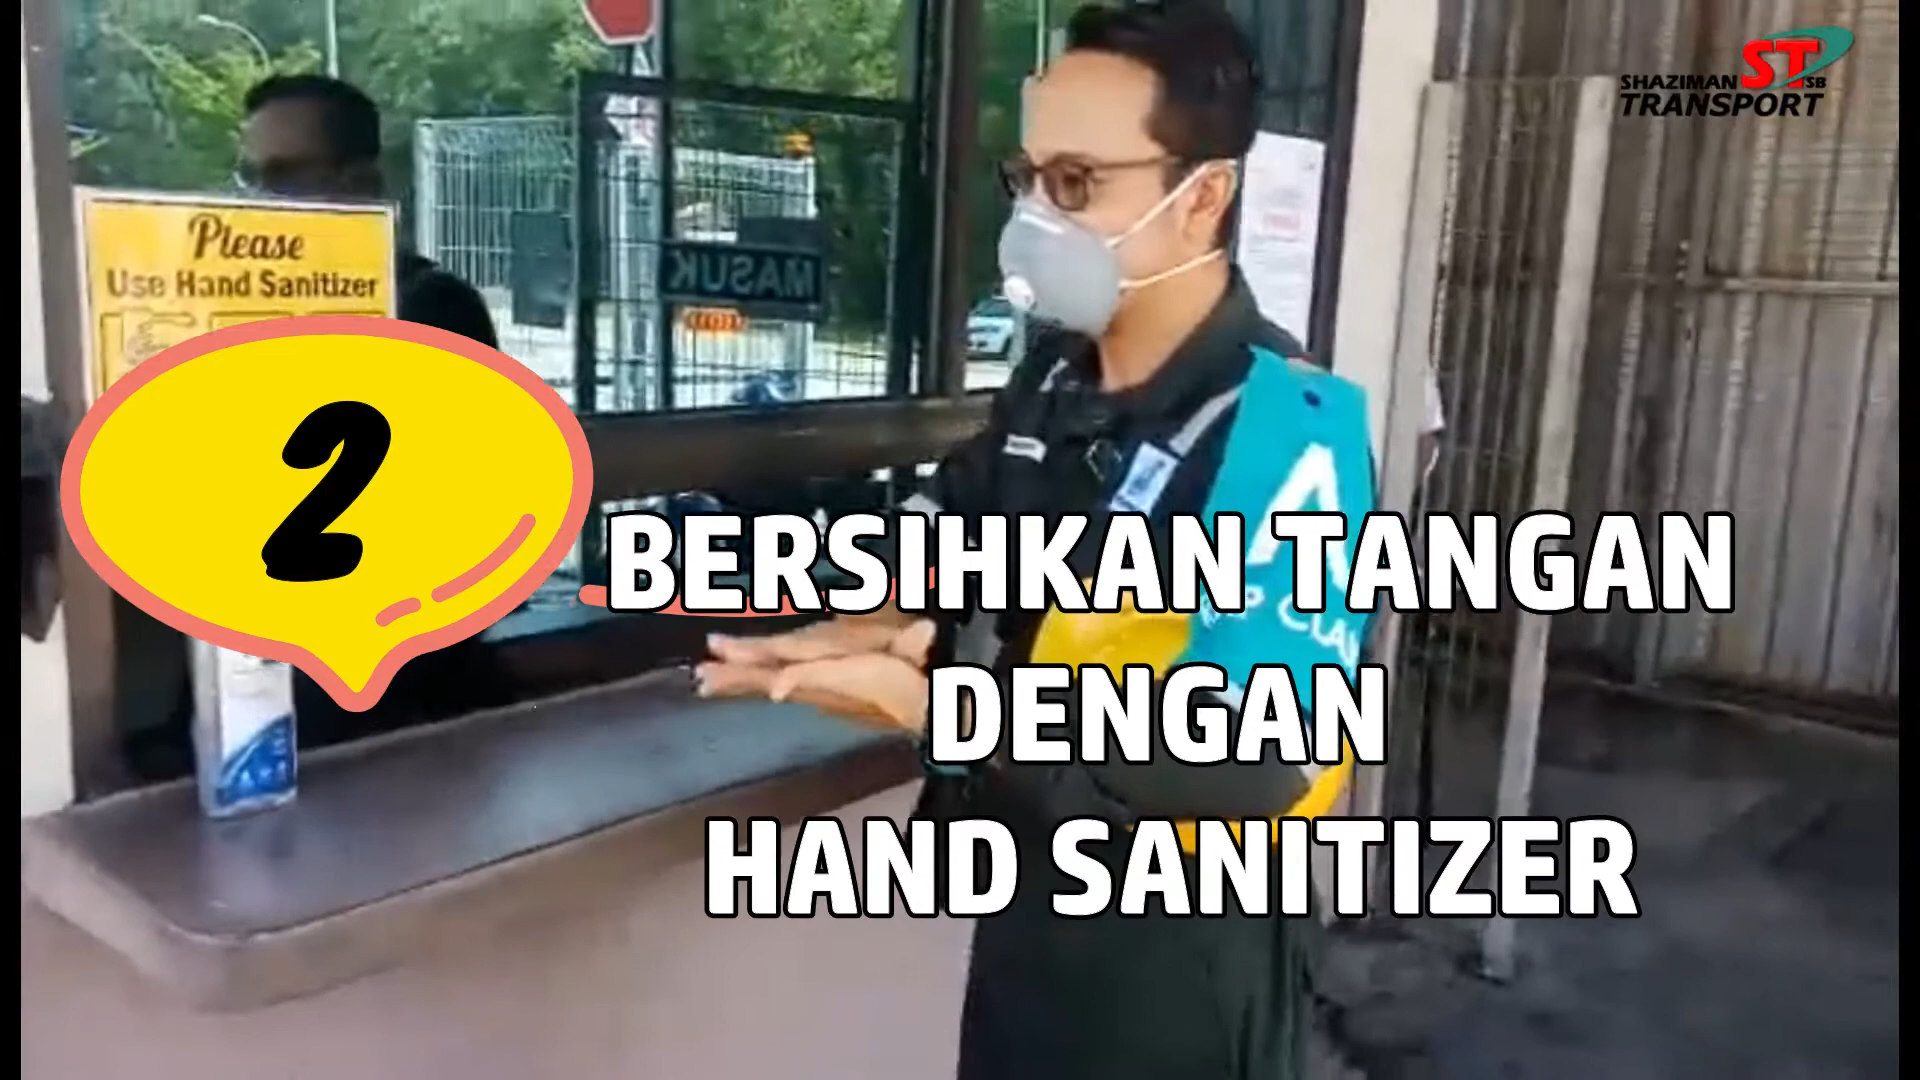 SHAZIMAN ST SB
TRANSPORT
Please
Use Hand Sanitizer
MASUK
2
BERSIHKAN TANGAN
DENGAN
HAND SANITIZER